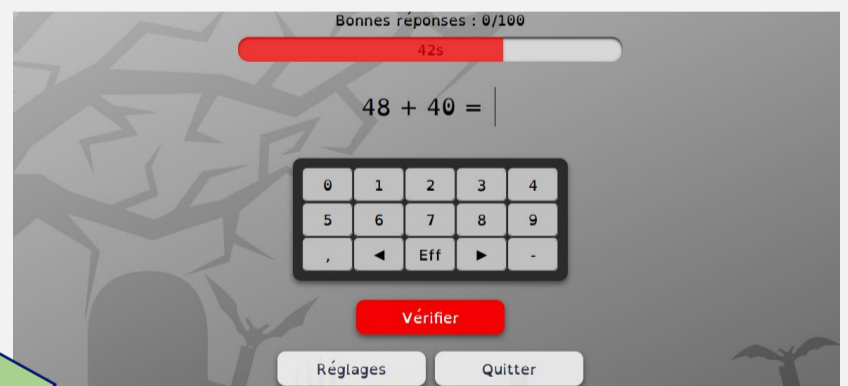 Bonnes réponses : 0/100
42s
48 + 40 =
0 1 2 3 4
5 6 7 8 9
, ◄ Eff ► -
Vérifier
Réglages Quitter